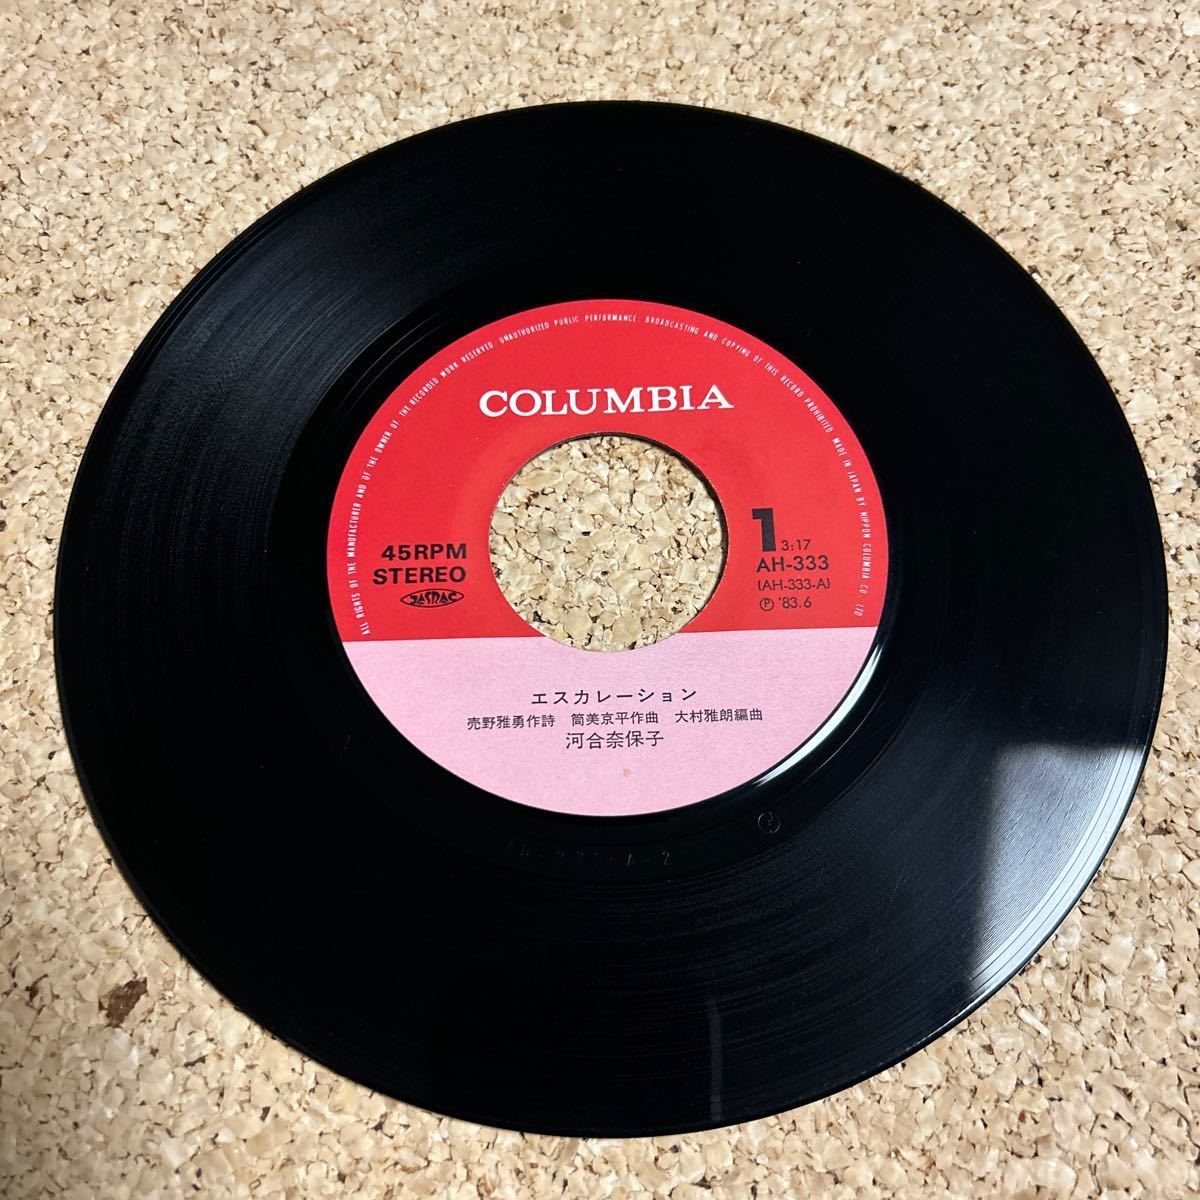 ALL RIGHTS OF THE MANUFACTURER AND OF THE OWNER OF THE RECORDED WORK RESERVED. UNAUTHORIZED PUBLIC PERFORMANCE. BROADCASTING AND COPYING OF THIS RECORD PROHIBITED. MADE IN JAPAN BY NIPPON COLUMBIA CO., LTD
COLUMBIA
45RPM
STEREO
JASRAC
1 3:17
AH-333
(AH-333-A)
Ⓟ '83.6
エスカレーション
売野雅勇作詩 筒美京平作曲 大村雅朗編曲
河合奈保子
AH-333-A-2